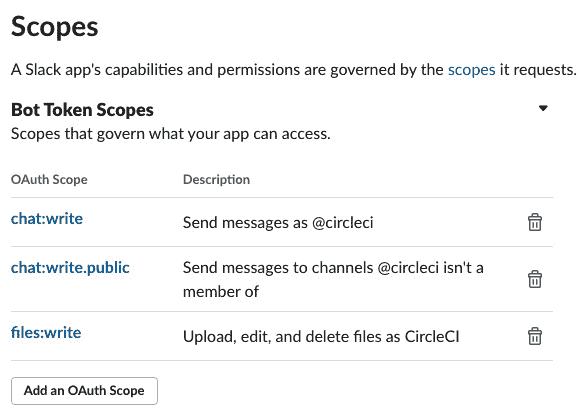 Scopes
A Slack app's capabilities and permissions are governed by the scopes it requests.
Bot Token Scopes
Scopes that govern what your app can access.
OAuth Scope Description
chat:write Send messages as @circleci
chat:write.public Send messages to channels @circleci isn't a
member of
files:write Upload, edit, and delete files as CircleCI
Add an OAuth Scope